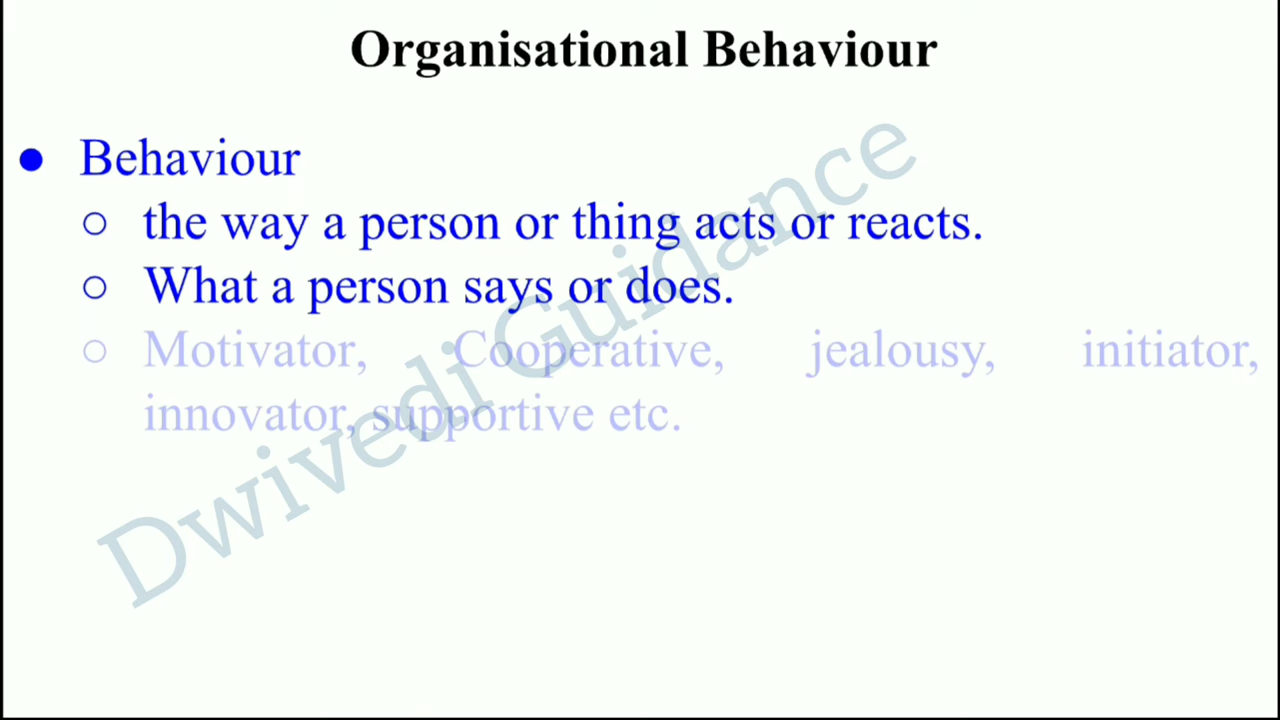 Organisational Behaviour
● Behaviour
○ the way a person or thing acts or reacts.
○ What a person says or does.
○ Motivator, Cooperative, jealousy, initiator,
innovator, supportive etc.
Dwivedi Guidance